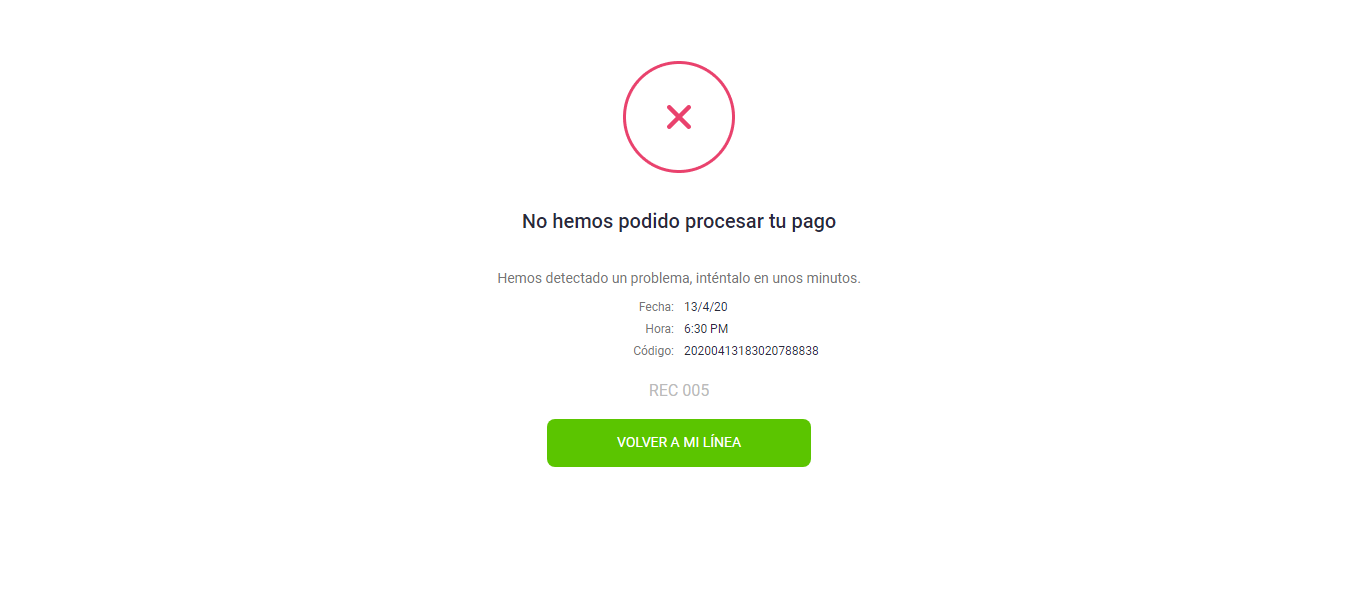 No hemos podido procesar tu pago
Hemos detectado un problema, inténtalo en unos minutos.
Fecha: 13/4/20
Hora: 6:30 PM
Código: 20200413183020788838
REC 005
VOLVER A MI LÍNEA